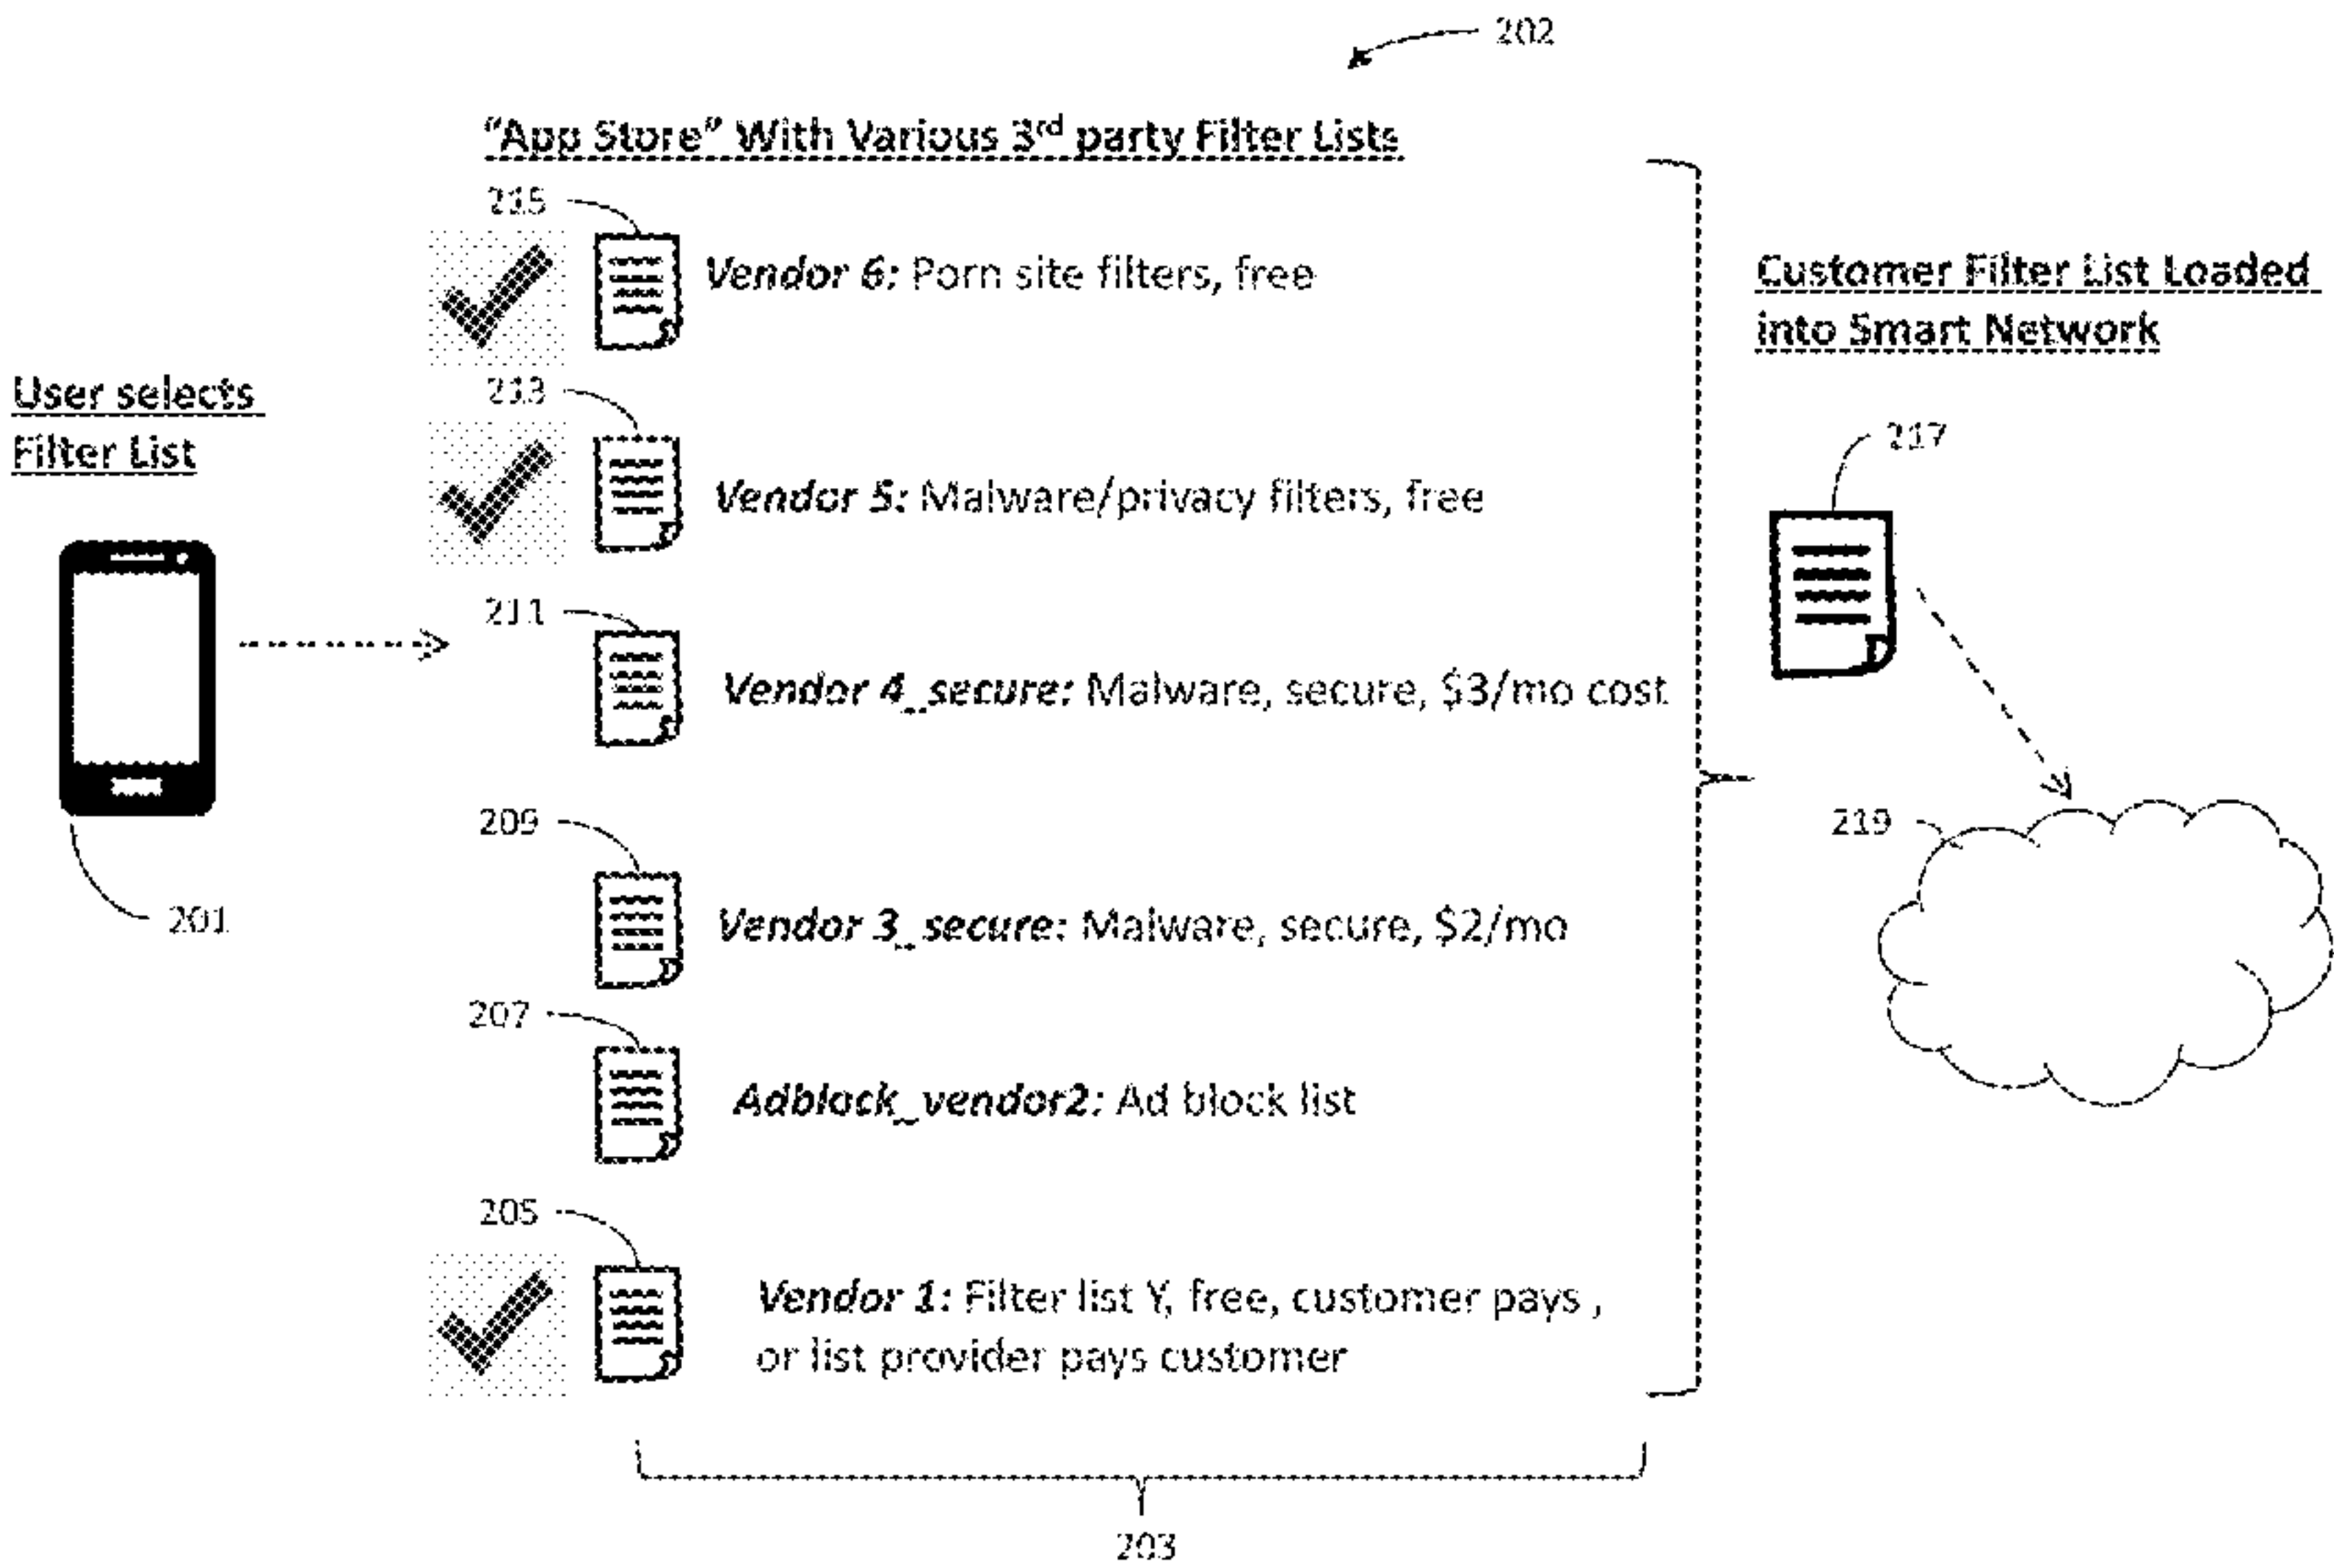 202
“App Store” With Various 3rd party Filter Lists
215
Vendor 6: Porn site filters, free
Customer Filter List Loaded
into Smart Network
User selects
Filter List
213
Vendor 5: Malware/privacy filters, free
217
211
Vendor 4_secure: Malware, secure, $3/mo cost
209
219
201
Vendor 3_secure: Malware, secure, $2/mo
207
Adblock_vendor2: Ad block list
205
Vendor 1: Filter list Y, free, customer pays ,
or list provider pays customer
203